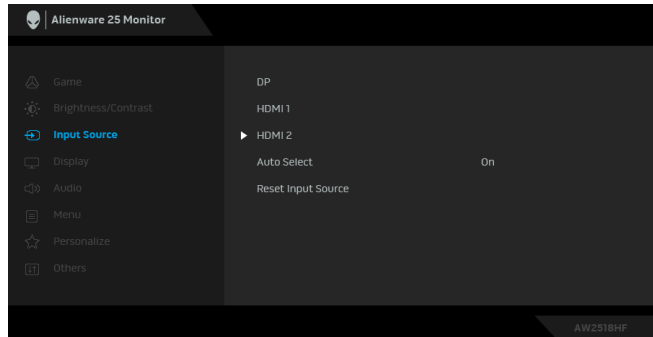 Alienware 25 Monitor
Game
Brightness/Contrast
Input Source
Display
Audio
Menu
Personalize
Others
DP
HDMI 1
HDMI 2
Auto Select On
Reset Input Source
AW2518HF